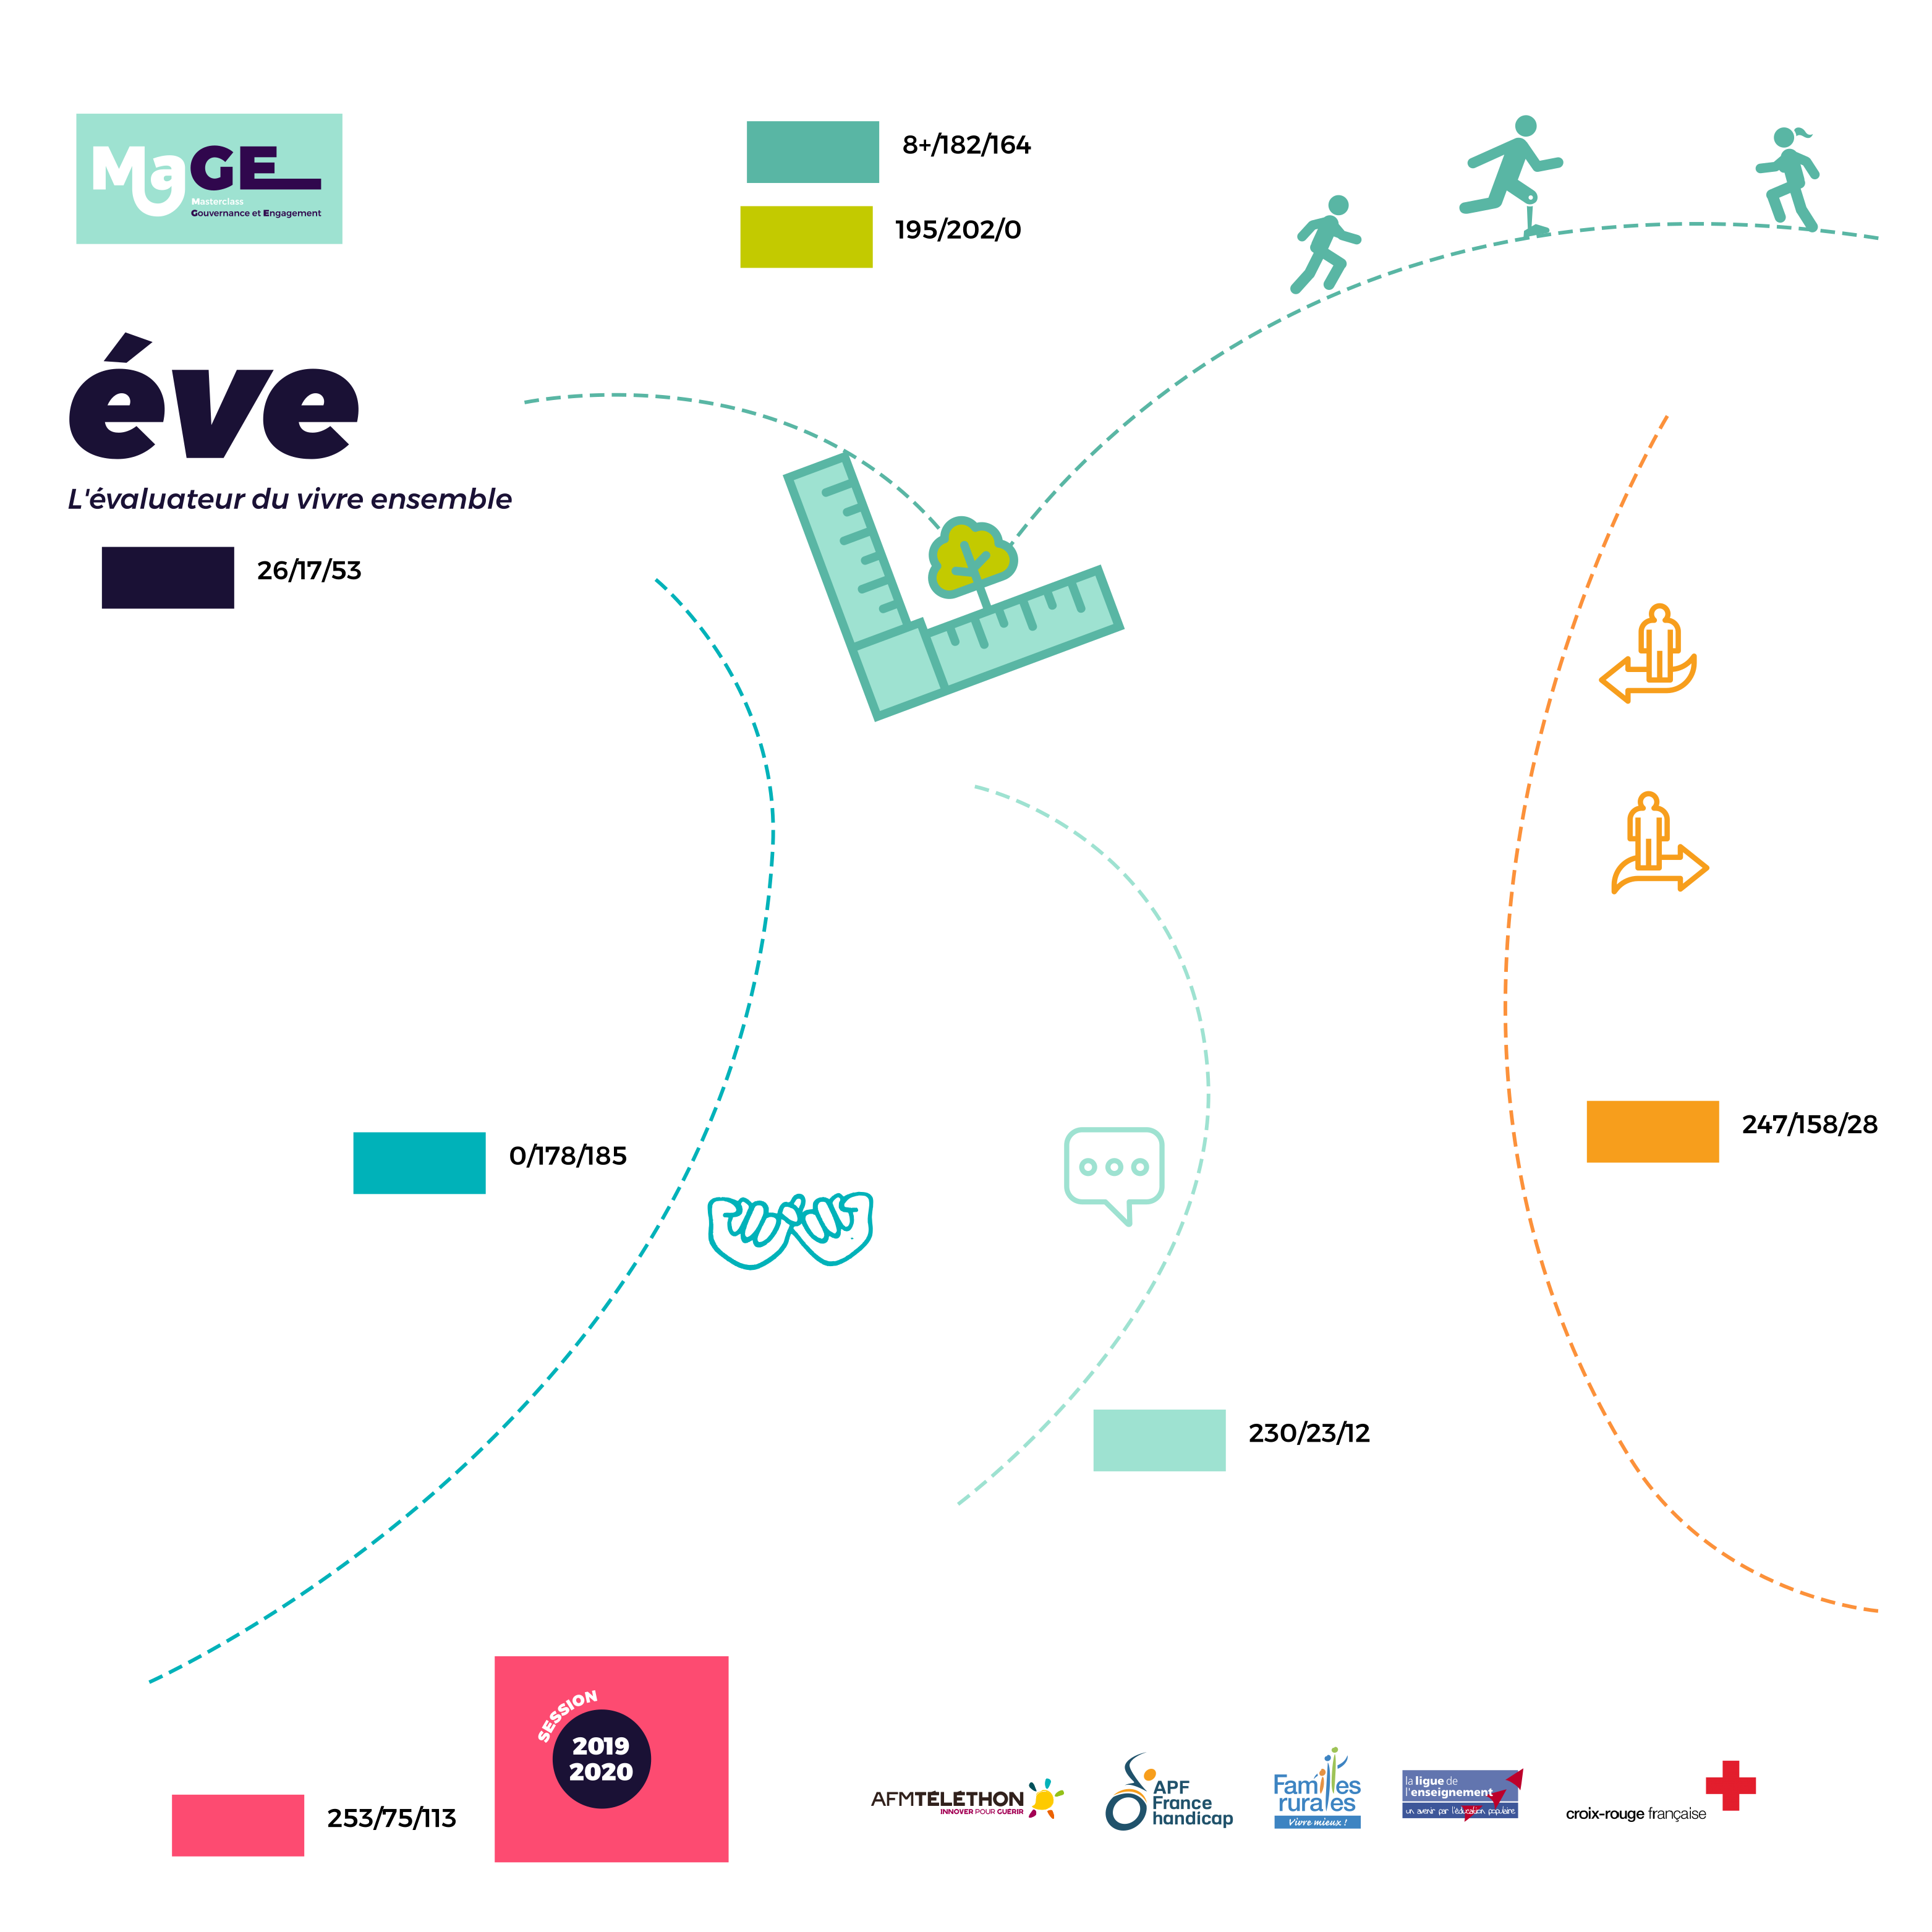 MaGE
Masterclass
Gouvernance et Engagement
8+/182/164
195/202/0
éve
L'évaluateur du vivre ensemble
26/17/53
0/178/185
247/158/28
230/23/12
SESSION
2019
2020
253/75/113
AFMTÉLÉTHON
INNOVER POUR GUÉRIR
APF
France
handicap
Familles
rurales
Vivre mieux !
la ligue de
l'enseignement
un avenir par l'éducation populaire
croix-rouge française